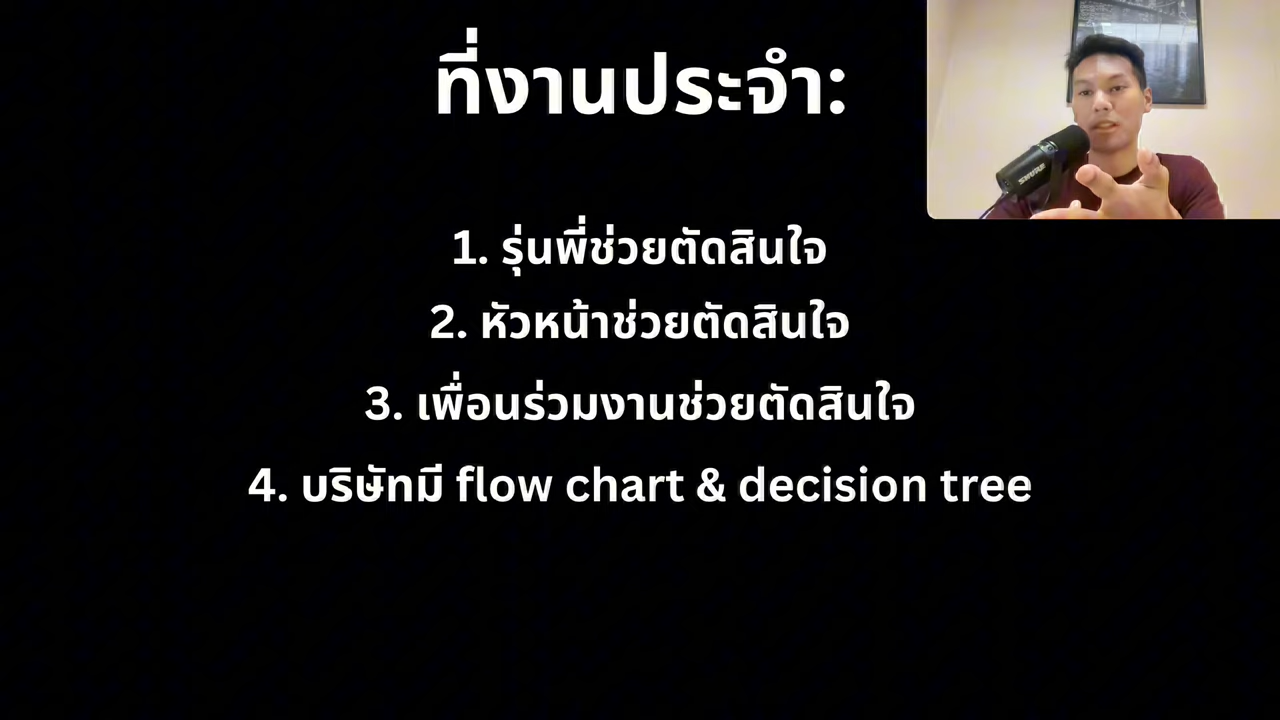 ที่งานประจำ:
SHURE
1. รุ่นพี่ช่วยตัดสินใจ
2. หัวหน้าช่วยตัดสินใจ
3. เพื่อนร่วมงานช่วยตัดสินใจ
4. บริษัทมี flow chart & decision tree